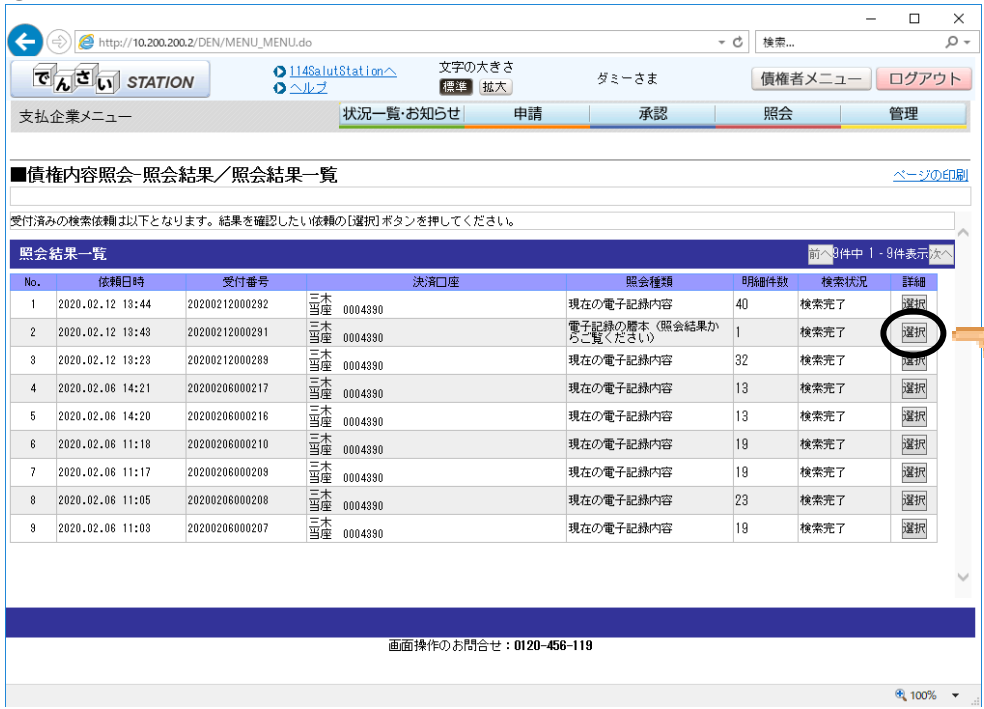 http://10.200.200.2/DEN/MENU_MENU.do 検索...
でんさい STATION 114SalutStationへ 文字の大きさ ダミーさま 債権者メニュー ログアウト
ヘルプ 標準 拡大
支払企業メニュー 状況一覧・お知らせ 申請 承認 照会 管理
■債権内容照会-照会結果／照会結果一覧 ページの印刷
受付済みの検索依頼は以下となります。結果を確認したい依頼の[選択]ボタンを押してください。
照会結果一覧 前へ 9件中 1 - 9件表示 次へ
No. 依頼日時 受付番号 決済口座 照会種類 明細件数 検索状況 詳細
1 2020.02.12 13:44 20200212000292 三木 当座 0004390 現在の電子記録内容 40 検索完了 選択
2 2020.02.12 13:43 20200212000291 三木 当座 0004390 電子記録の謄本（照会結果からご覧ください） 1 検索完了 選択
3 2020.02.12 13:23 20200212000289 三木 当座 0004390 現在の電子記録内容 32 検索完了 選択
4 2020.02.06 14:21 20200206000217 三木 当座 0004390 現在の電子記録内容 13 検索完了 選択
5 2020.02.06 14:20 20200206000216 三木 当座 0004390 現在の電子記録内容 13 検索完了 選択
6 2020.02.06 11:18 20200206000210 三木 当座 0004390 現在の電子記録内容 19 検索完了 選択
7 2020.02.06 11:17 20200206000209 三木 当座 0004390 現在の電子記録内容 19 検索完了 選択
8 2020.02.06 11:05 20200206000208 三木 当座 0004390 現在の電子記録内容 23 検索完了 選択
9 2020.02.06 11:03 20200206000207 三木 当座 0004390 現在の電子記録内容 19 検索完了 選択
画面操作のお問合せ：0120-456-119
100%